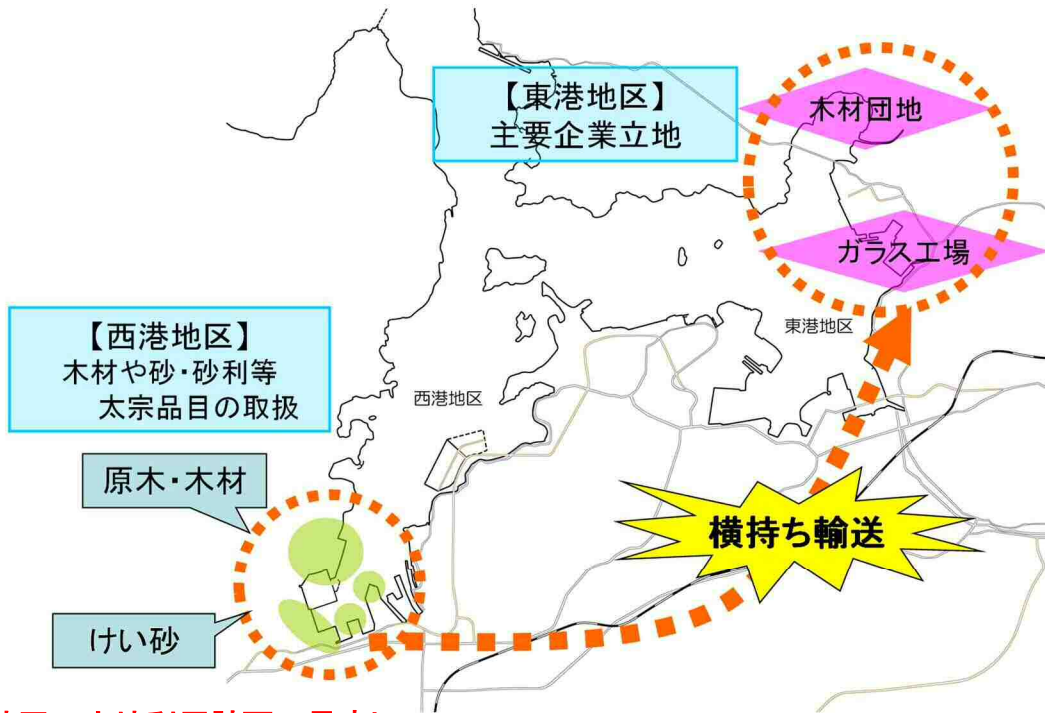 【東港地区】
主要企業立地
木材団地
ガラス工場
東港地区
【西港地区】
木材や砂・砂利等
太宗品目の取扱
西港地区
原木・木材
横持ち輸送
けい砂